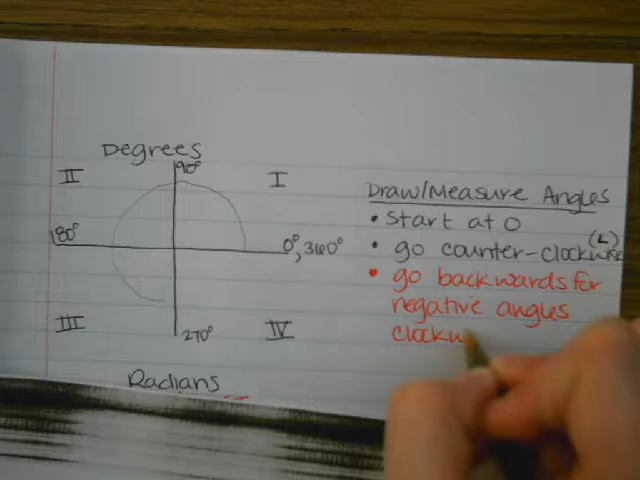 Degrees
90°
II
I
180°
0°, 360°
III
270°
IV
Radians
Draw/Measure Angles
• Start at 0
(L)
• go counter-clockwise
• go backwards for
negative angles
clockw